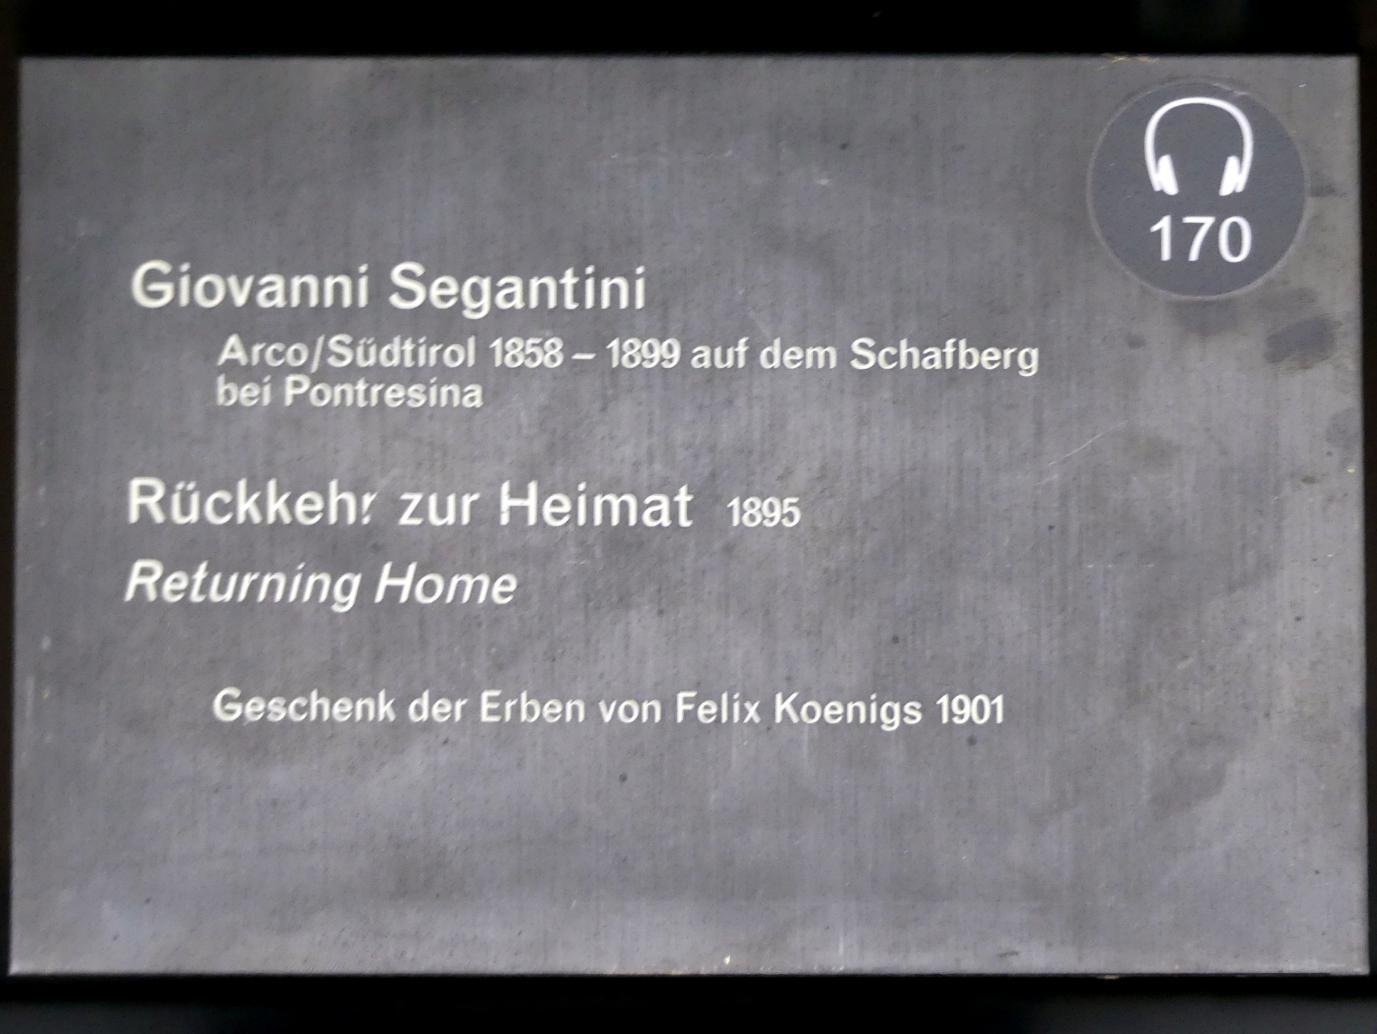 170
Giovanni Segantini
Arco/Südtirol 1858 – 1899 auf dem Schafberg
bei Pontresina
Rückkehr zur Heimat 1895
Returning Home
Geschenk der Erben von Felix Koenigs 1901